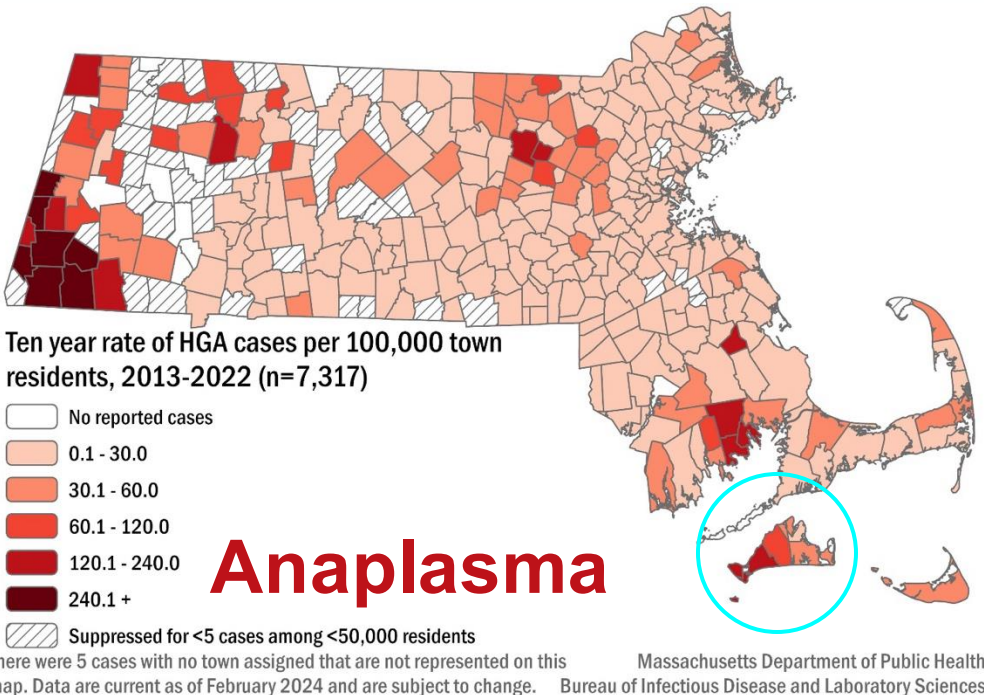 Ten year rate of HGA cases per 100,000 town
residents, 2013-2022 (n=7,317)
No reported cases
0.1 - 30.0
30.1 - 60.0
60.1 - 120.0
120.1 - 240.0
240.1 +
Suppressed for <5 cases among <50,000 residents
Anaplasma
here were 5 cases with no town assigned that are not represented on this
map. Data are current as of February 2024 and are subject to change.
Massachusetts Department of Public Health
Bureau of Infectious Disease and Laboratory Sciences